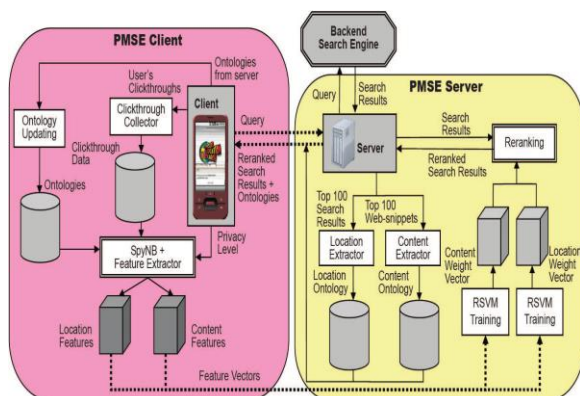 PMSE Client
Ontologies
from server
User's
Clickthroughs
Ontology
Updating
Clickthrough
Collector
Client
Clickthrough
Data
Ontologies
Query
Reranked
Search
Results +
Ontologies
Privacy
Level
SpyNB +
Feature Extractor
Location
Features
Content
Features
Feature Vectors
Backend
Search Engine
Query
Search
Results
PMSE Server
Server
Search
Results
Reranked
Search Results
Reranking
Top 100
Search
Results
Top 100
Web-snippets
Location
Extractor
Content
Extractor
Location
Ontology
Content
Ontology
Content
Weight
Vector
Location
Weight
Vector
RSVM
Training
RSVM
Training